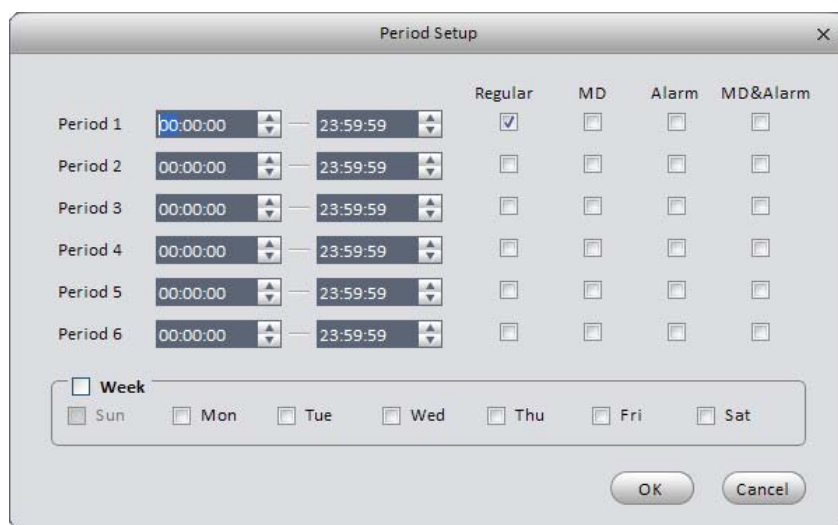 Period Setup
Regular MD Alarm MD&Alarm
Period 1 00:00:00 23:59:59
Period 2 00:00:00 23:59:59
Period 3 00:00:00 23:59:59
Period 4 00:00:00 23:59:59
Period 5 00:00:00 23:59:59
Period 6 00:00:00 23:59:59
Week
Sun Mon Tue Wed Thu Fri Sat
OK Cancel